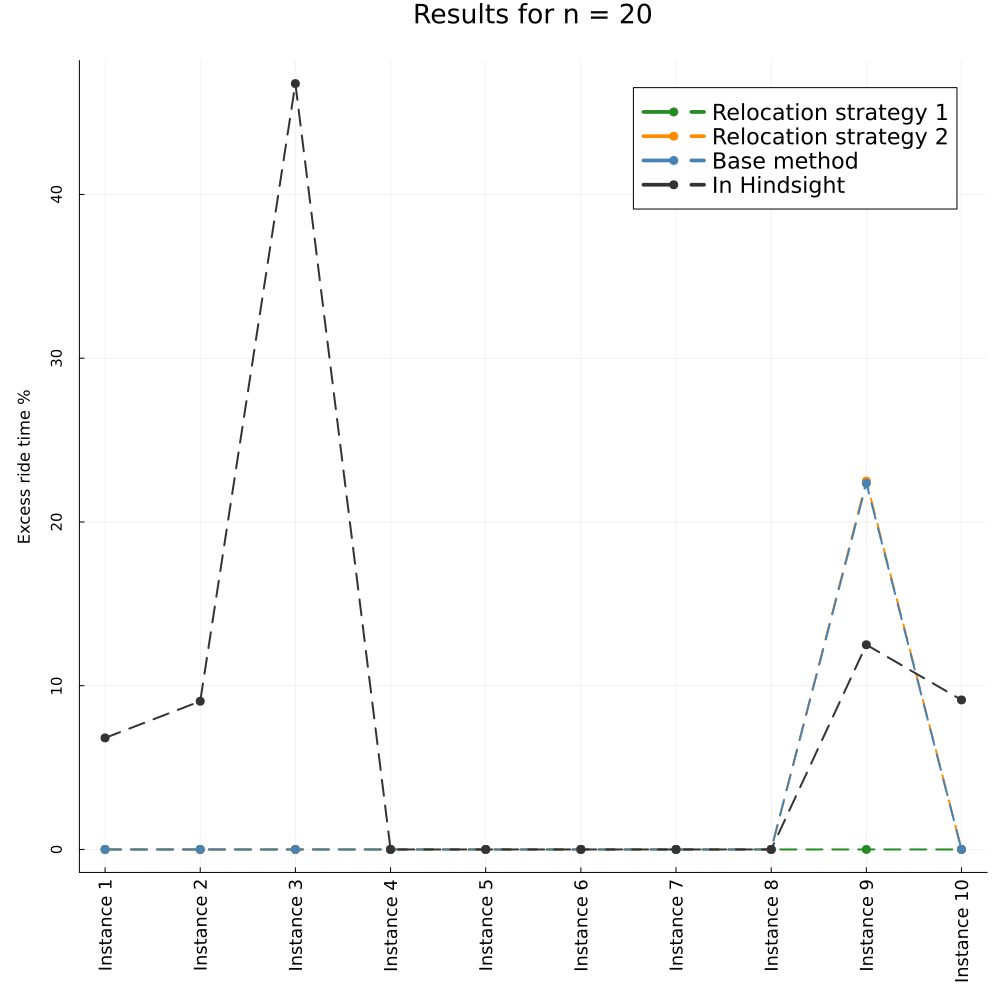 Results for n = 20
Relocation strategy 1
Relocation strategy 2
Base method
In Hindsight
Excess ride time %
40
30
20
10
0
Instance 1
Instance 2
Instance 3
Instance 4
Instance 5
Instance 6
Instance 7
Instance 8
Instance 9
Instance 10